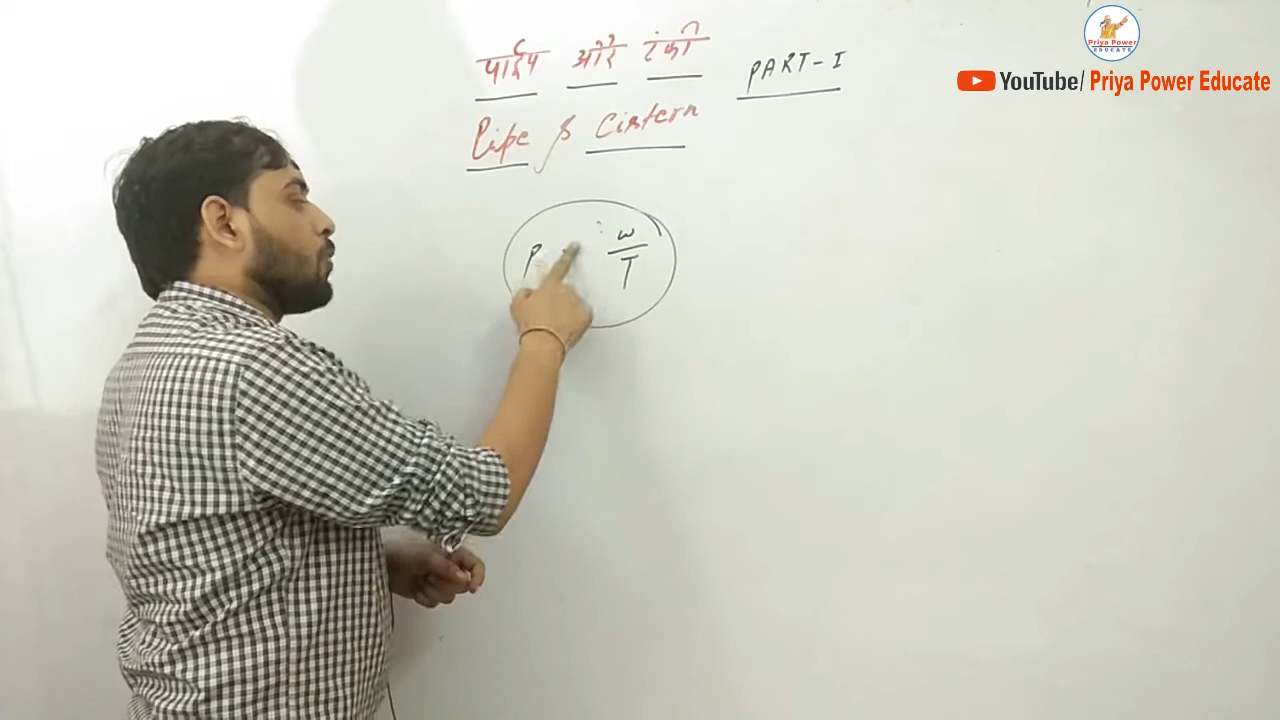 पाईप और टंकी PART-I
Pipe & Cistern
P = W/T
Priya Power
EDUCATE
YouTube/ Priya Power Educate